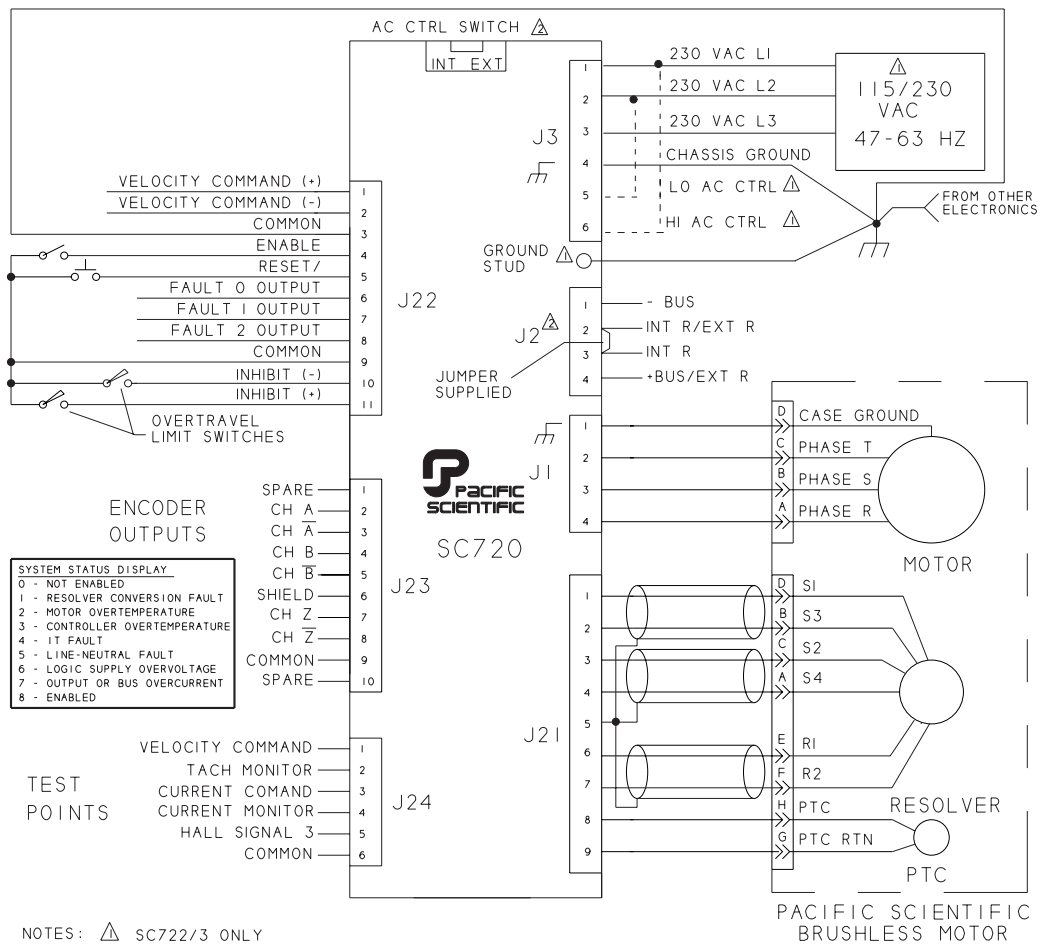 AC CTRL SWITCH 2
INT EXT
J3
1
2
3
4
5
6
230 VAC L1
230 VAC L2
230 VAC L3
CHASSIS GROUND
LO AC CTRL 1
HI AC CTRL 1
1
115/230
VAC
47-63 HZ
FROM OTHER
ELECTRONICS
GROUND
STUD 1
VELOCITY COMMAND (+)
VELOCITY COMMAND (-)
COMMON
ENABLE
RESET/
FAULT 0 OUTPUT
FAULT 1 OUTPUT
FAULT 2 OUTPUT
COMMON
INHIBIT (-)
INHIBIT (+)
1
2
3
4
5
6
7
8
9
10
11
J22
OVERTRAVEL
LIMIT SWITCHES
J2 2
1
2
3
4
- BUS
INT R/EXT R
INT R
+BUS/EXT R
JUMPER
SUPPLIED
J1
1
2
3
4
D CASE GROUND
C PHASE T
B PHASE S
A PHASE R
MOTOR
PACIFIC
SCIENTIFIC
SC720
ENCODER
OUTPUTS
SPARE
CH A
CH A̅
CH B
CH B̅
SHIELD
CH Z
CH Z̅
COMMON
SPARE
1
2
3
4
5
6
7
8
9
10
J23
SYSTEM STATUS DISPLAY
0 - NOT ENABLED
1 - RESOLVER CONVERSION FAULT
2 - MOTOR OVERTEMPERATURE
3 - CONTROLLER OVERTEMPERATURE
4 - IT FAULT
5 - LINE-NEUTRAL FAULT
6 - LOGIC SUPPLY OVERVOLTAGE
7 - OUTPUT OR BUS OVERCURRENT
8 - ENABLED
J21
1
2
3
4
5
6
7
8
9
D S1
B S3
C S2
A S4
E R1
F R2
H PTC
G PTC RTN
RESOLVER
PTC
TEST
POINTS
VELOCITY COMMAND
TACH MONITOR
CURRENT COMAND
CURRENT MONITOR
HALL SIGNAL 3
COMMON
1
2
3
4
5
6
J24
PACIFIC SCIENTIFIC
BRUSHLESS MOTOR
NOTES: 1 SC722/3 ONLY